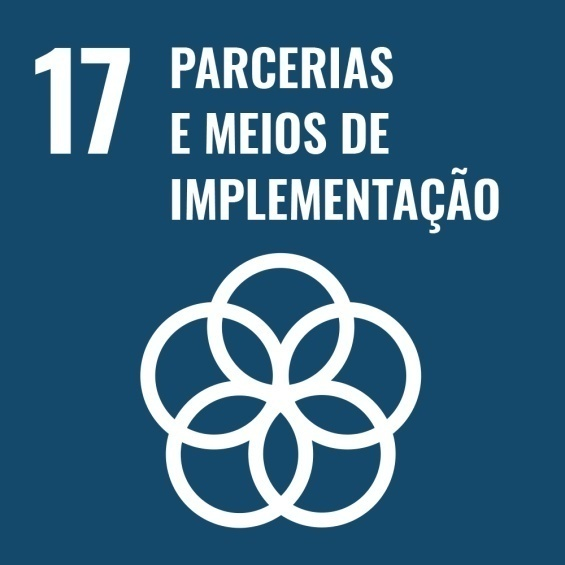 17
PARCERIAS
E MEIOS DE
IMPLEMENTAÇÃO